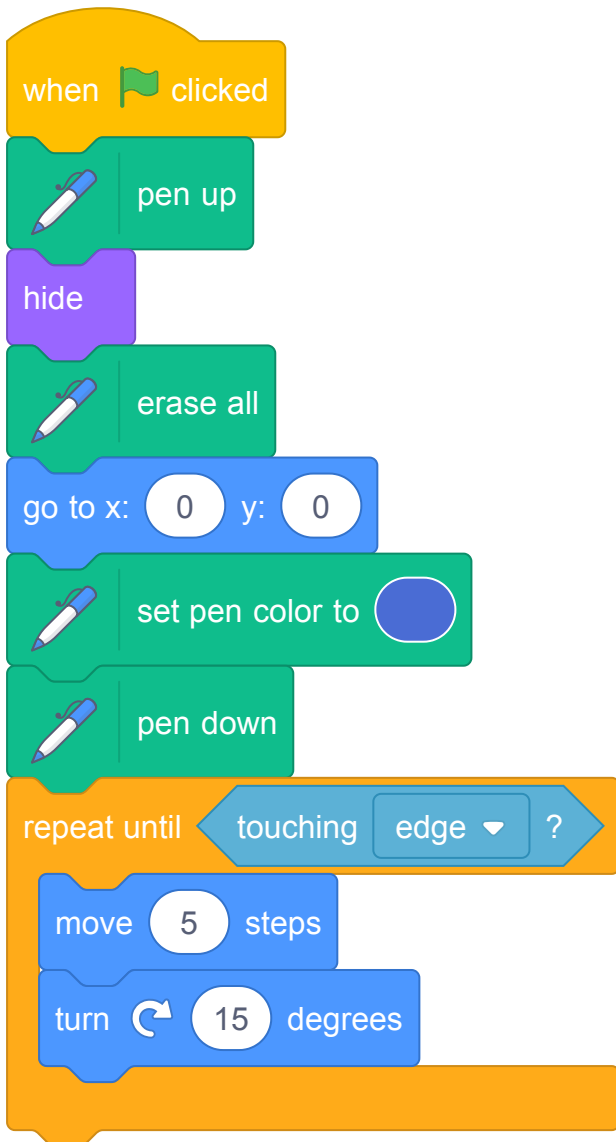 when clicked
pen up
hide
erase all
go to x: 0 y: 0
set pen color to
pen down
repeat until touching edge ?
move 5 steps
turn 15 degrees